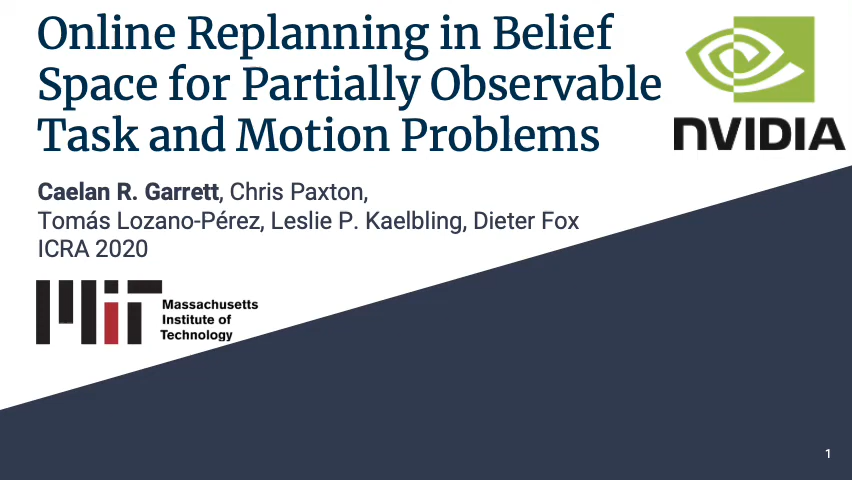 Online Replanning in Belief
Space for Partially Observable
Task and Motion Problems
NVIDIA
Caelan R. Garrett, Chris Paxton,
Tomás Lozano-Pérez, Leslie P. Kaelbling, Dieter Fox
ICRA 2020
MIT
Massachusetts
Institute of
Technology
1